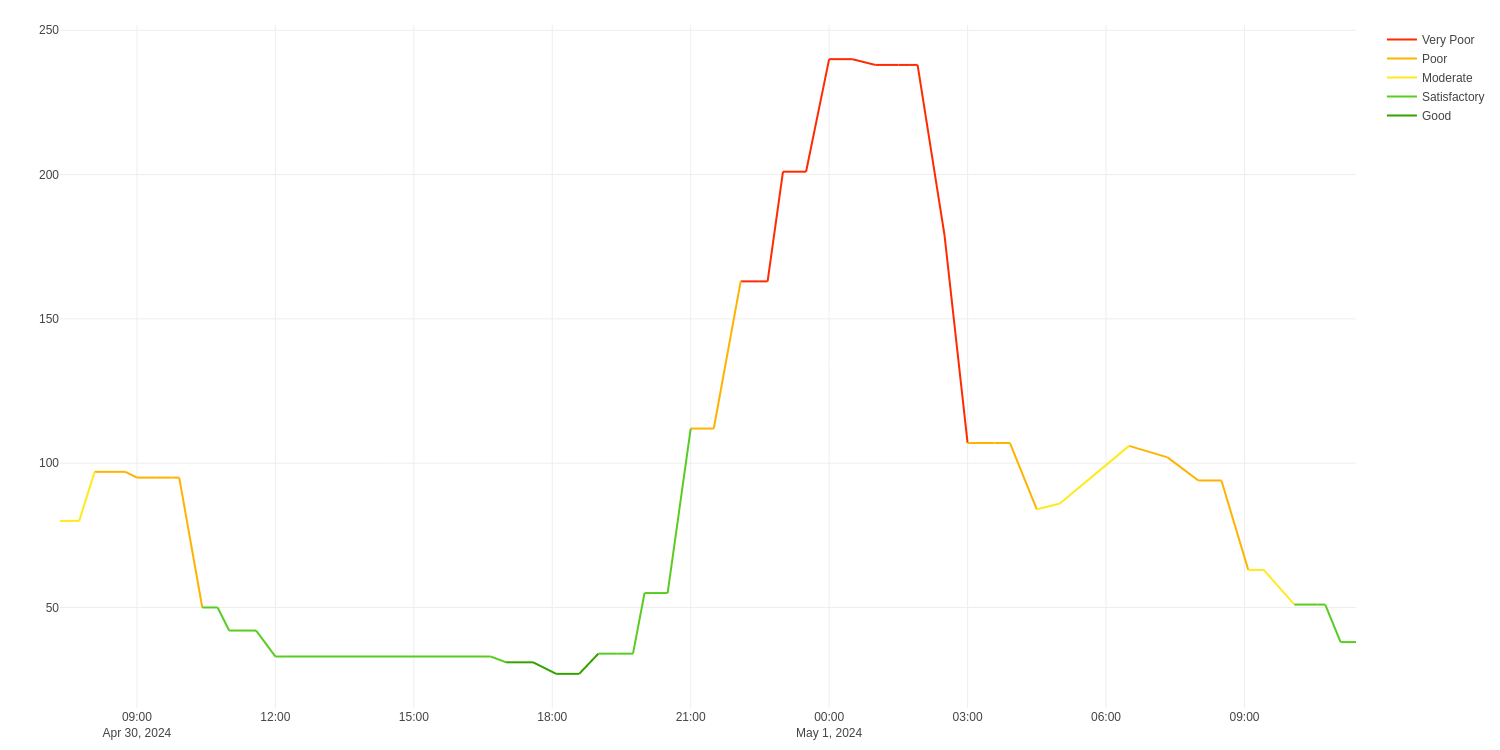 250
200
150
100
50
09:00
12:00
15:00
18:00
21:00
00:00
03:00
06:00
09:00
Apr 30, 2024
May 1, 2024
Very Poor
Poor
Moderate
Satisfactory
Good